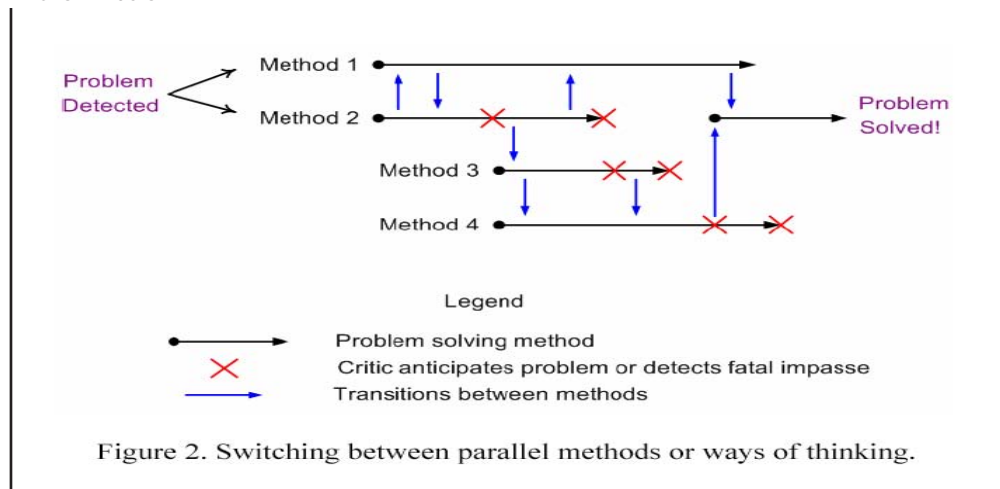 Problem
Detected
Method 1
Method 2
Problem
Solved!
Method 3
Method 4
Legend
Problem solving method
Critic anticipates problem or detects fatal impasse
Transitions between methods
Figure 2. Switching between parallel methods or ways of thinking.